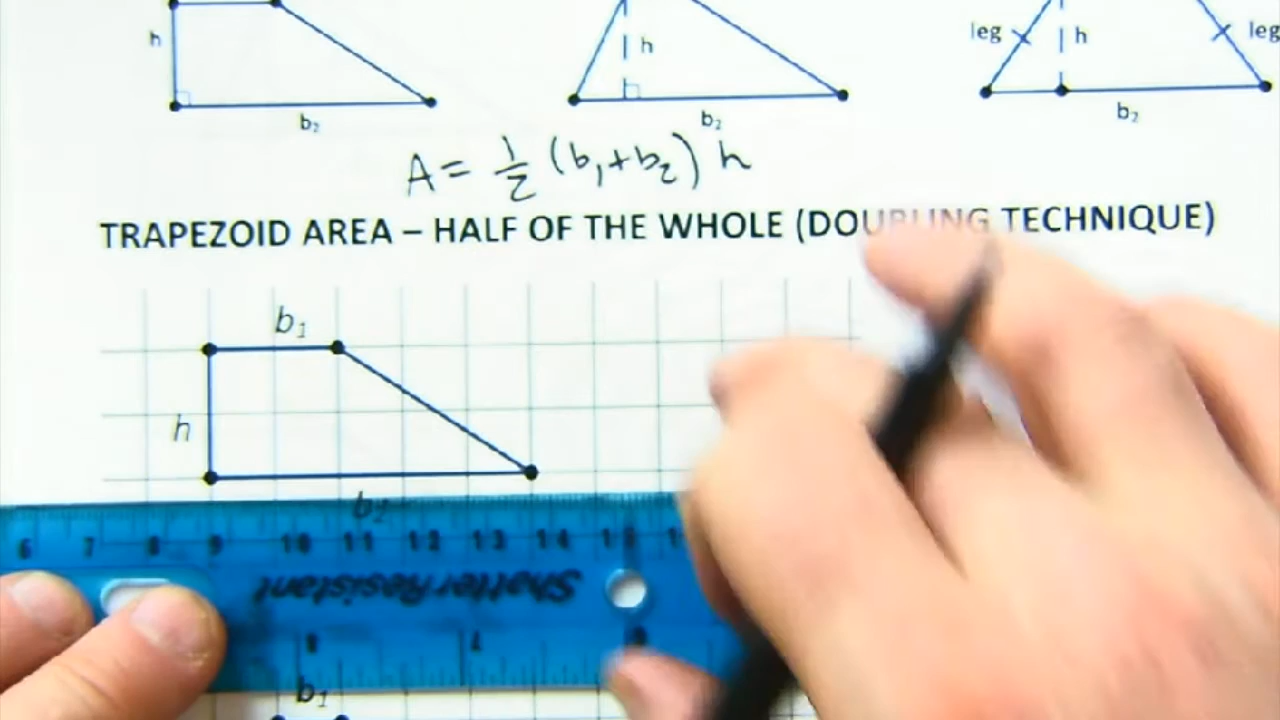 h h leg h leg
b₂ b₂ b₂
A = 1/2 (b₁+b₂) h
TRAPEZOID AREA – HALF OF THE WHOLE (DOUBLING TECHNIQUE)
b₁
h
b₂
6 7 8 9 10 11 12 13 14
Shatter Resistant
b₁